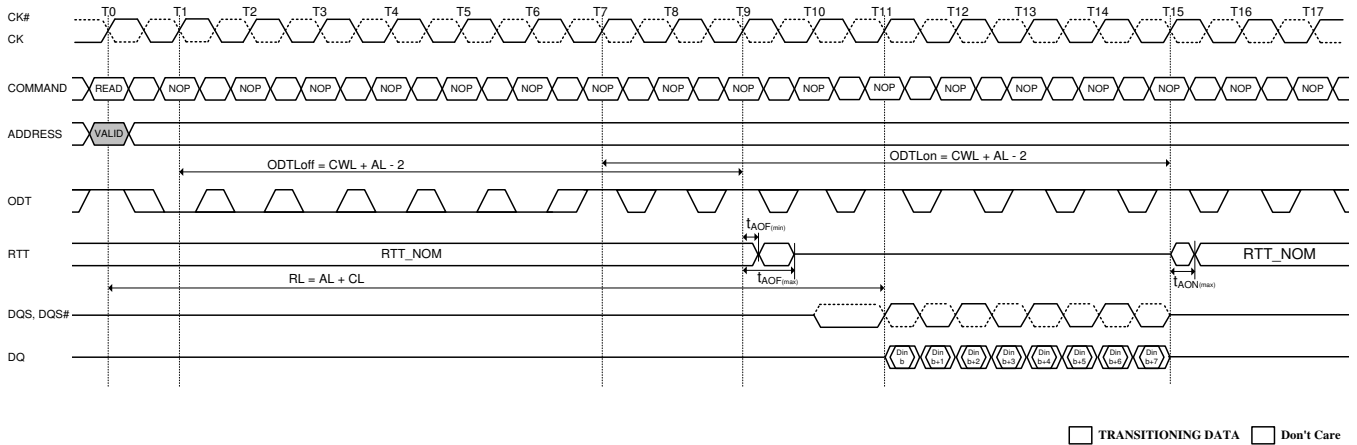 T0 T1 T2 T3 T4 T5 T6 T7 T8 T9 T10 T11 T12 T13 T14 T15 T16 T17
CK#
CK
COMMAND READ NOP NOP NOP NOP NOP NOP NOP NOP NOP NOP NOP NOP NOP NOP NOP NOP NOP
ADDRESS VALID
ODTLoff = CWL + AL - 2 ODTLon = CWL + AL - 2
ODT
tAOF(min)
RTT RTT_NOM RTT_NOM
tAOF(max) tAON(max)
RL = AL + CL
DQS, DQS#
DQ Din b Din b+1 Din b+2 Din b+3 Din b+4 Din b+5 Din b+6 Din b+7
TRANSITIONING DATA Don't Care